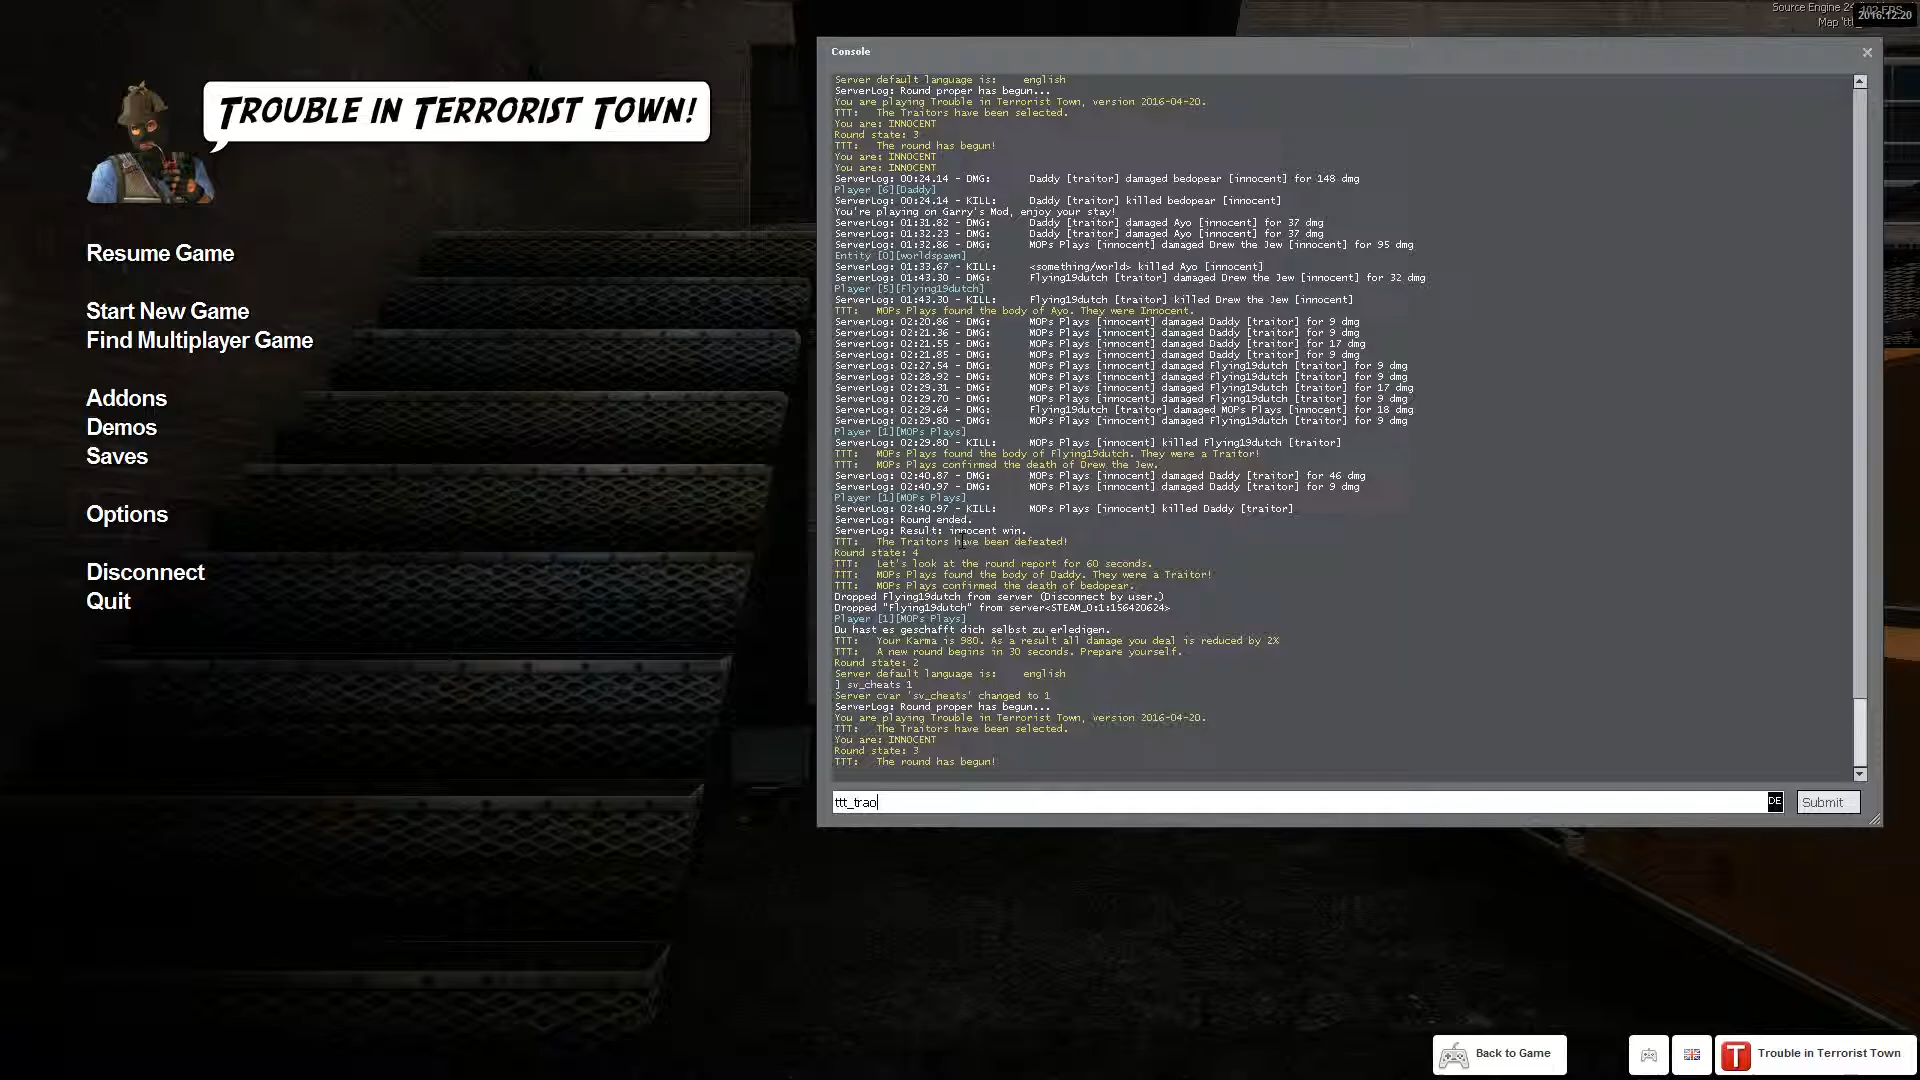 Source Engine 24
102 FPS
2016.12.20
Map 'tt
TROUBLE IN TERRORIST TOWN!
Resume Game
Start New Game
Find Multiplayer Game
Addons
Demos
Saves
Options
Disconnect
Quit
Console
Server default language is: english
ServerLog: Round proper has begun...
You are playing Trouble in Terrorist Town, version 2016-04-20.
TTT: The Traitors have been selected.
You are: INNOCENT
Round state: 3
TTT: The round has begun!
You are: INNOCENT
You are: INNOCENT
ServerLog: 00:24.14 - DMG: Daddy [traitor] damaged bedopear [innocent] for 148 dmg
Player [6][Daddy]
ServerLog: 00:24.14 - KILL: Daddy [traitor] killed bedopear [innocent]
You're playing on Garry's Mod, enjoy your stay!
ServerLog: 01:31.82 - DMG: Daddy [traitor] damaged Ayo [innocent] for 37 dmg
ServerLog: 01:32.23 - DMG: Daddy [traitor] damaged Ayo [innocent] for 37 dmg
ServerLog: 01:32.86 - DMG: MOPs Plays [innocent] damaged Drew the Jew [innocent] for 95 dmg
Entity [0][worldspawn]
ServerLog: 01:33.67 - KILL: <something/world> killed Ayo [innocent]
ServerLog: 01:43.30 - DMG: Flying19dutch [traitor] damaged Drew the Jew [innocent] for 32 dmg
Player [5][Flying19dutch]
ServerLog: 01:43.30 - KILL: Flying19dutch [traitor] killed Drew the Jew [innocent]
TTT: MOPs Plays found the body of Ayo. They were Innocent.
ServerLog: 02:20.86 - DMG: MOPs Plays [innocent] damaged Daddy [traitor] for 9 dmg
ServerLog: 02:21.36 - DMG: MOPs Plays [innocent] damaged Daddy [traitor] for 9 dmg
ServerLog: 02:21.55 - DMG: MOPs Plays [innocent] damaged Daddy [traitor] for 17 dmg
ServerLog: 02:21.85 - DMG: MOPs Plays [innocent] damaged Daddy [traitor] for 9 dmg
ServerLog: 02:27.54 - DMG: MOPs Plays [innocent] damaged Flying19dutch [traitor] for 9 dmg
ServerLog: 02:28.92 - DMG: MOPs Plays [innocent] damaged Flying19dutch [traitor] for 9 dmg
ServerLog: 02:29.31 - DMG: MOPs Plays [innocent] damaged Flying19dutch [traitor] for 17 dmg
ServerLog: 02:29.70 - DMG: MOPs Plays [innocent] damaged Flying19dutch [traitor] for 9 dmg
ServerLog: 02:29.64 - DMG: Flying19dutch [traitor] damaged MOPs Plays [innocent] for 18 dmg
ServerLog: 02:29.80 - DMG: MOPs Plays [innocent] damaged Flying19dutch [traitor] for 9 dmg
Player [1][MOPs Plays]
ServerLog: 02:29.80 - KILL: MOPs Plays [innocent] killed Flying19dutch [traitor]
TTT: MOPs Plays found the body of Flying19dutch. They were a Traitor!
TTT: MOPs Plays confirmed the death of Drew the Jew.
ServerLog: 02:40.87 - DMG: MOPs Plays [innocent] damaged Daddy [traitor] for 46 dmg
ServerLog: 02:40.97 - DMG: MOPs Plays [innocent] damaged Daddy [traitor] for 9 dmg
Player [1][MOPs Plays]
ServerLog: 02:40.97 - KILL: MOPs Plays [innocent] killed Daddy [traitor]
ServerLog: Round ended.
ServerLog: Result: innocent win.
TTT: The Traitors have been defeated!
Round state: 4
TTT: Let's look at the round report for 60 seconds.
TTT: MOPs Plays found the body of Daddy. They were a Traitor!
TTT: MOPs Plays confirmed the death of bedopear.
Dropped Flying19dutch from server (Disconnect by user.)
Dropped "Flying19dutch" from server<STEAM_0:1:156420624>
Player [1][MOPs Plays]
Du hast es geschafft dich selbst zu erledigen.
TTT: Your Karma is 980. As a result all damage you deal is reduced by 2%
TTT: A new round begins in 30 seconds. Prepare yourself.
Round state: 2
Server default language is: english
] sv_cheats 1
Server cvar 'sv_cheats' changed to 1
ServerLog: Round proper has begun...
You are playing Trouble in Terrorist Town, version 2016-04-20.
TTT: The Traitors have been selected.
You are: INNOCENT
Round state: 3
TTT: The round has begun!
ttt_trao
DE
Submit
Back to Game
T
Trouble in Terrorist Town